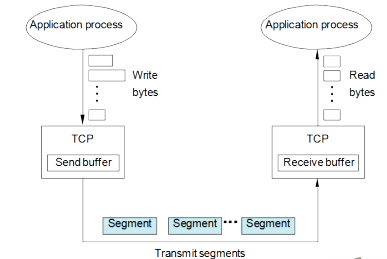 Application process
Application process
Write
bytes
Read
bytes
TCP
Send buffer
TCP
Receive buffer
Segment
Segment
Segment
Transmit segments